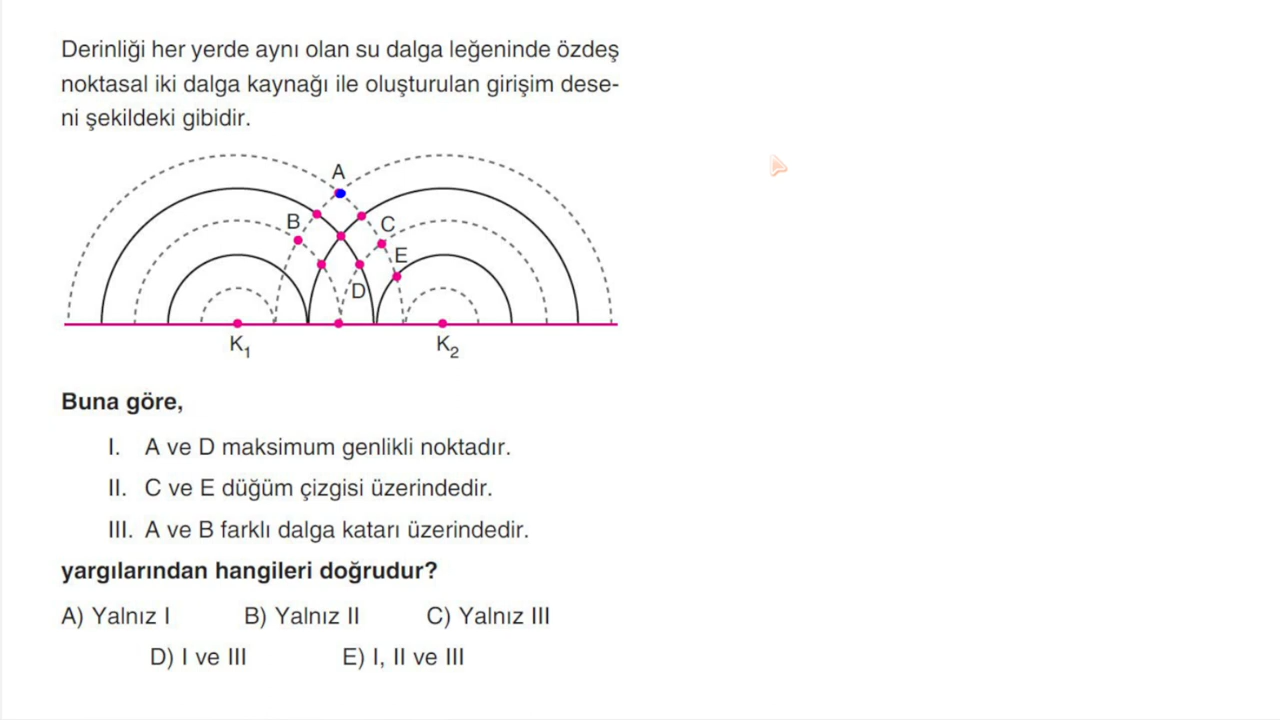 Derinliği her yerde aynı olan su dalga leğeninde özdeş
noktasal iki dalga kaynağı ile oluşturulan girişim dese-
ni şekildeki gibidir.
A
B
C
E
D
K1
K2
Buna göre,
I. A ve D maksimum genlikli noktadır.
II. C ve E düğüm çizgisi üzerindedir.
III. A ve B farklı dalga katarı üzerindedir.
yargılarından hangileri doğrudur?
A) Yalnız I B) Yalnız II C) Yalnız III
D) I ve III E) I, II ve III